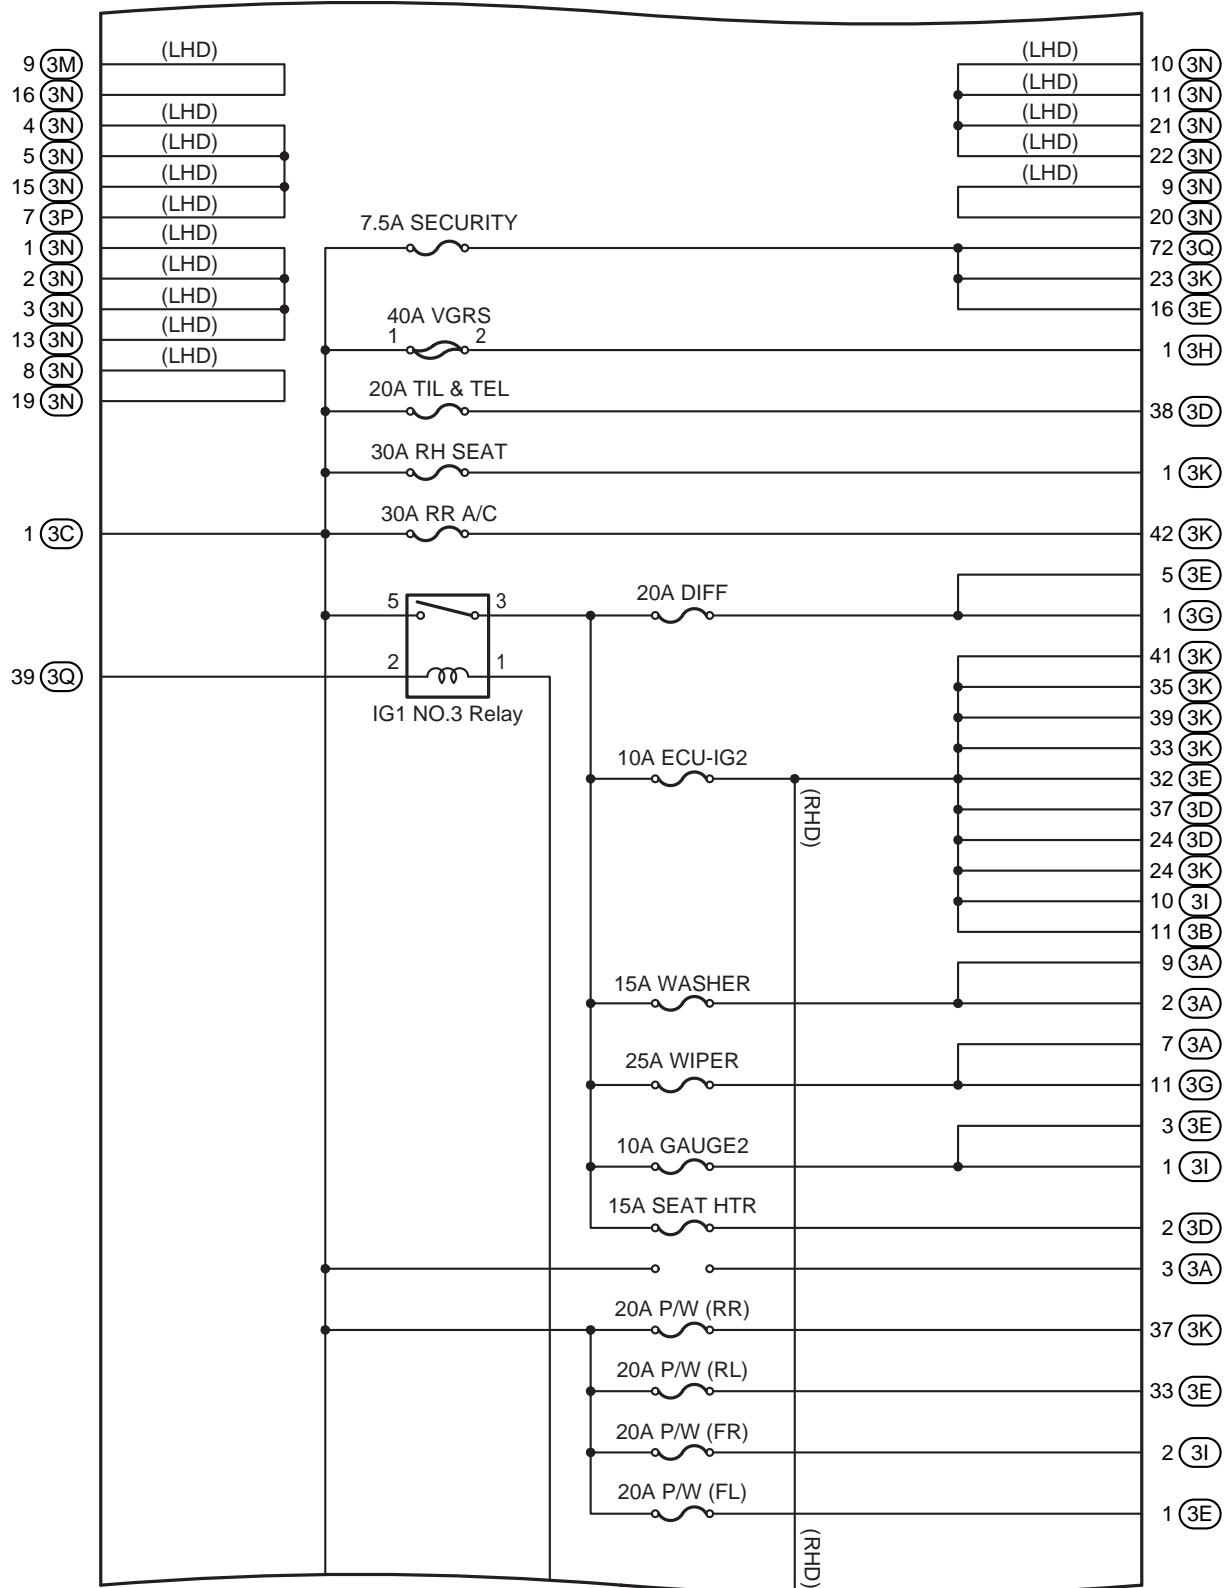 (LHD)
9 3M
16 3N
(LHD)
4 3N
(LHD)
5 3N
(LHD)
15 3N
(LHD)
7 3P
(LHD)
1 3N
(LHD)
2 3N
(LHD)
3 3N
(LHD)
13 3N
(LHD)
8 3N
19 3N
1 3C
39 3Q
7.5A SECURITY
40A VGRS
1 2
20A TIL & TEL
30A RH SEAT
30A RR A/C
5 3
2 1
IG1 NO.3 Relay
20A DIFF
10A ECU-IG2
(RHD)
15A WASHER
25A WIPER
10A GAUGE2
15A SEAT HTR
20A P/W (RR)
20A P/W (RL)
20A P/W (FR)
20A P/W (FL)
(RHD)
(LHD)
10 3N
(LHD)
11 3N
(LHD)
21 3N
(LHD)
22 3N
(LHD)
9 3N
20 3N
72 3Q
23 3K
16 3E
1 3H
38 3D
1 3K
42 3K
5 3E
1 3G
41 3K
35 3K
39 3K
33 3K
32 3E
37 3D
24 3D
24 3K
10 3I
11 3B
9 3A
2 3A
7 3A
11 3G
3 3E
1 3I
2 3D
3 3A
37 3K
33 3E
2 3I
1 3E